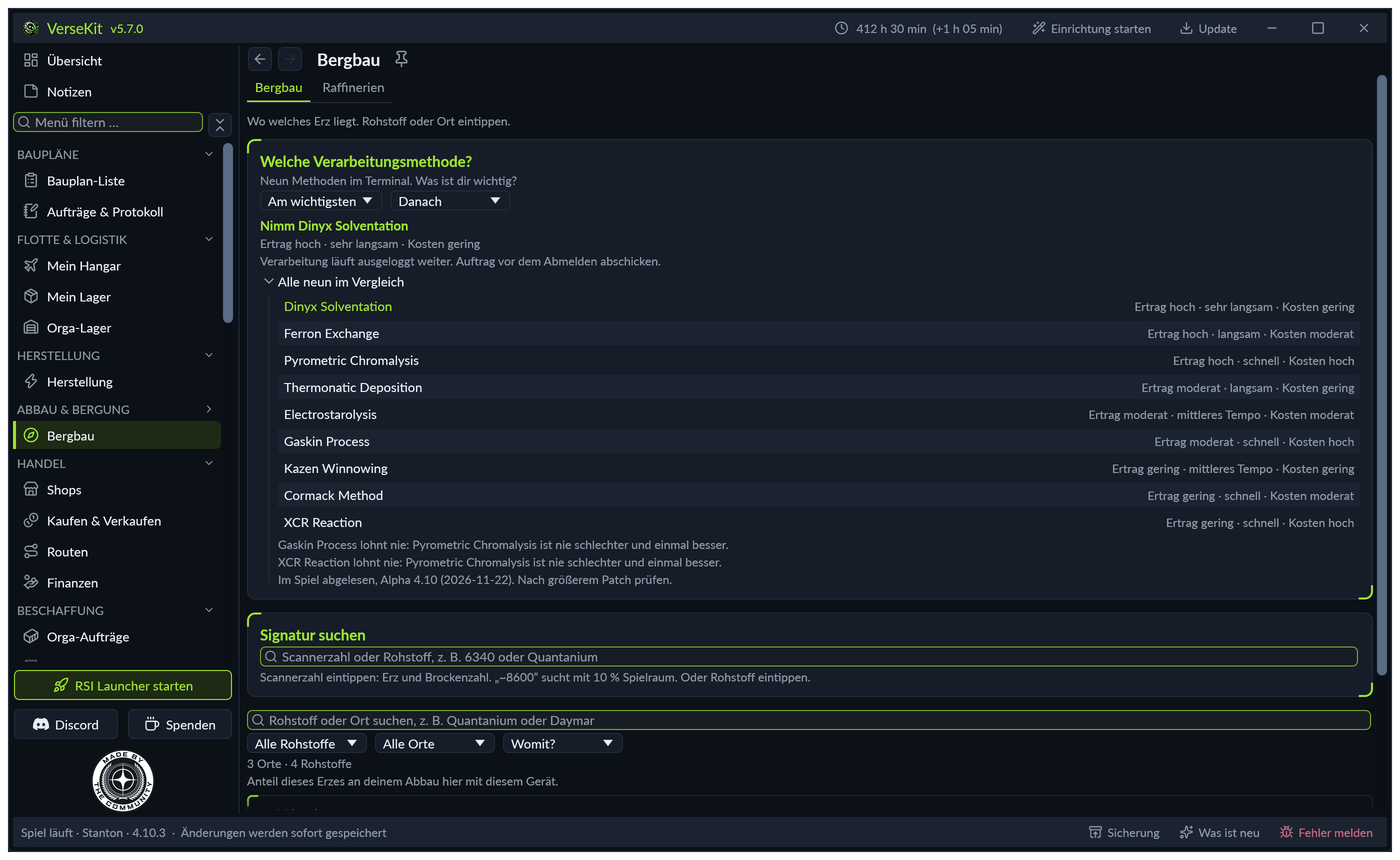 VerseKit v5.7.0
412 h 30 min (+1 h 05 min)
Einrichtung starten
Update
Übersicht
Notizen
Menü filtern ...
BAUPLÄNE
Bauplan-Liste
Aufträge & Protokoll
FLOTTE & LOGISTIK
Mein Hangar
Mein Lager
Orga-Lager
HERSTELLUNG
Herstellung
ABBAU & BERGUNG
Bergbau
HANDEL
Shops
Kaufen & Verkaufen
Routen
Finanzen
BESCHAFFUNG
Orga-Aufträge
RSI Launcher starten
Discord
Spenden
MADE BY
THE COMMUNITY
Bergbau
Bergbau
Raffinerien
Wo welches Erz liegt. Rohstoff oder Ort eintippen.
Welche Verarbeitungsmethode?
Neun Methoden im Terminal. Was ist dir wichtig?
Am wichtigsten
Danach
Nimm Dinyx Solventation
Ertrag hoch · sehr langsam · Kosten gering
Verarbeitung läuft ausgeloggt weiter. Auftrag vor dem Abmelden abschicken.
Alle neun im Vergleich
Dinyx Solventation Ertrag hoch · sehr langsam · Kosten gering
Ferron Exchange Ertrag hoch · langsam · Kosten moderat
Pyrometric Chromalysis Ertrag hoch · schnell · Kosten hoch
Thermonatic Deposition Ertrag moderat · langsam · Kosten gering
Electrostarolysis Ertrag moderat · mittleres Tempo · Kosten moderat
Gaskin Process Ertrag moderat · schnell · Kosten hoch
Kazen Winnowing Ertrag gering · mittleres Tempo · Kosten gering
Cormack Method Ertrag gering · schnell · Kosten moderat
XCR Reaction Ertrag gering · schnell · Kosten hoch
Gaskin Process lohnt nie: Pyrometric Chromalysis ist nie schlechter und einmal besser.
XCR Reaction lohnt nie: Pyrometric Chromalysis ist nie schlechter und einmal besser.
Im Spiel abgelesen, Alpha 4.10 (2026-11-22). Nach größerem Patch prüfen.
Signatur suchen
Scannerzahl oder Rohstoff, z. B. 6340 oder Quantanium
Scannerzahl eintippen: Erz und Brockenzahl. „~8600“ sucht mit 10 % Spielraum. Oder Rohstoff eintippen.
Rohstoff oder Ort suchen, z. B. Quantanium oder Daymar
Alle Rohstoffe
Alle Orte
Womit?
3 Orte · 4 Rohstoffe
Anteil dieses Erzes an deinem Abbau hier mit diesem Gerät.
Spiel läuft · Stanton · 4.10.3 · Änderungen werden sofort gespeichert
Sicherung
Was ist neu
Fehler melden